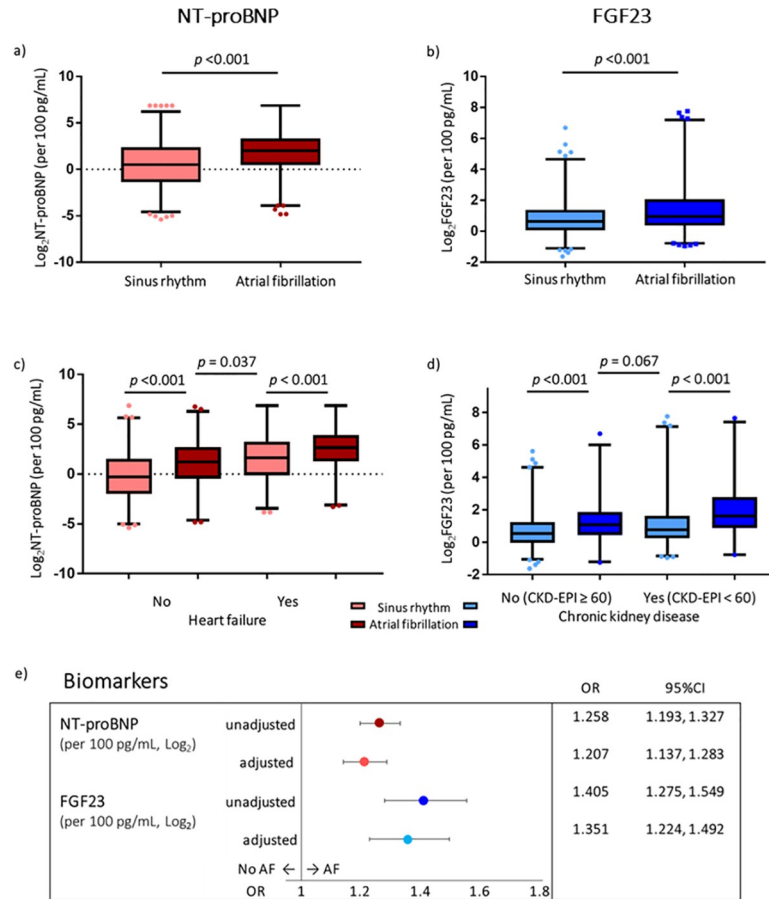 NT-proBNP
FGF23
a)
p <0.001
Log2NT-proBNP (per 100 pg/mL)
10
5
0
-5
-10
Sinus rhythm
Atrial fibrillation
b)
p <0.001
Log2FGF23 (per 100 pg/mL)
10
8
6
4
2
0
-2
Sinus rhythm
Atrial fibrillation
c)
p <0.001
p = 0.037
p < 0.001
Log2NT-proBNP (per 100 pg/mL)
10
5
0
-5
-10
No
Yes
Heart failure
d)
p <0.001
p = 0.067
p < 0.001
Log2FGF23 (per 100 pg/mL)
10
8
6
4
2
0
-2
No (CKD-EPI ≥ 60)
Yes (CKD-EPI < 60)
Chronic kidney disease
Sinus rhythm
Atrial fibrillation
e)
Biomarkers
OR
95%CI
NT-proBNP
(per 100 pg/mL, Log2)
unadjusted
1.258
1.193, 1.327
adjusted
1.207
1.137, 1.283
FGF23
(per 100 pg/mL, Log2)
unadjusted
1.405
1.275, 1.549
adjusted
1.351
1.224, 1.492
No AF ← → AF
OR
1
1.2
1.4
1.6
1.8